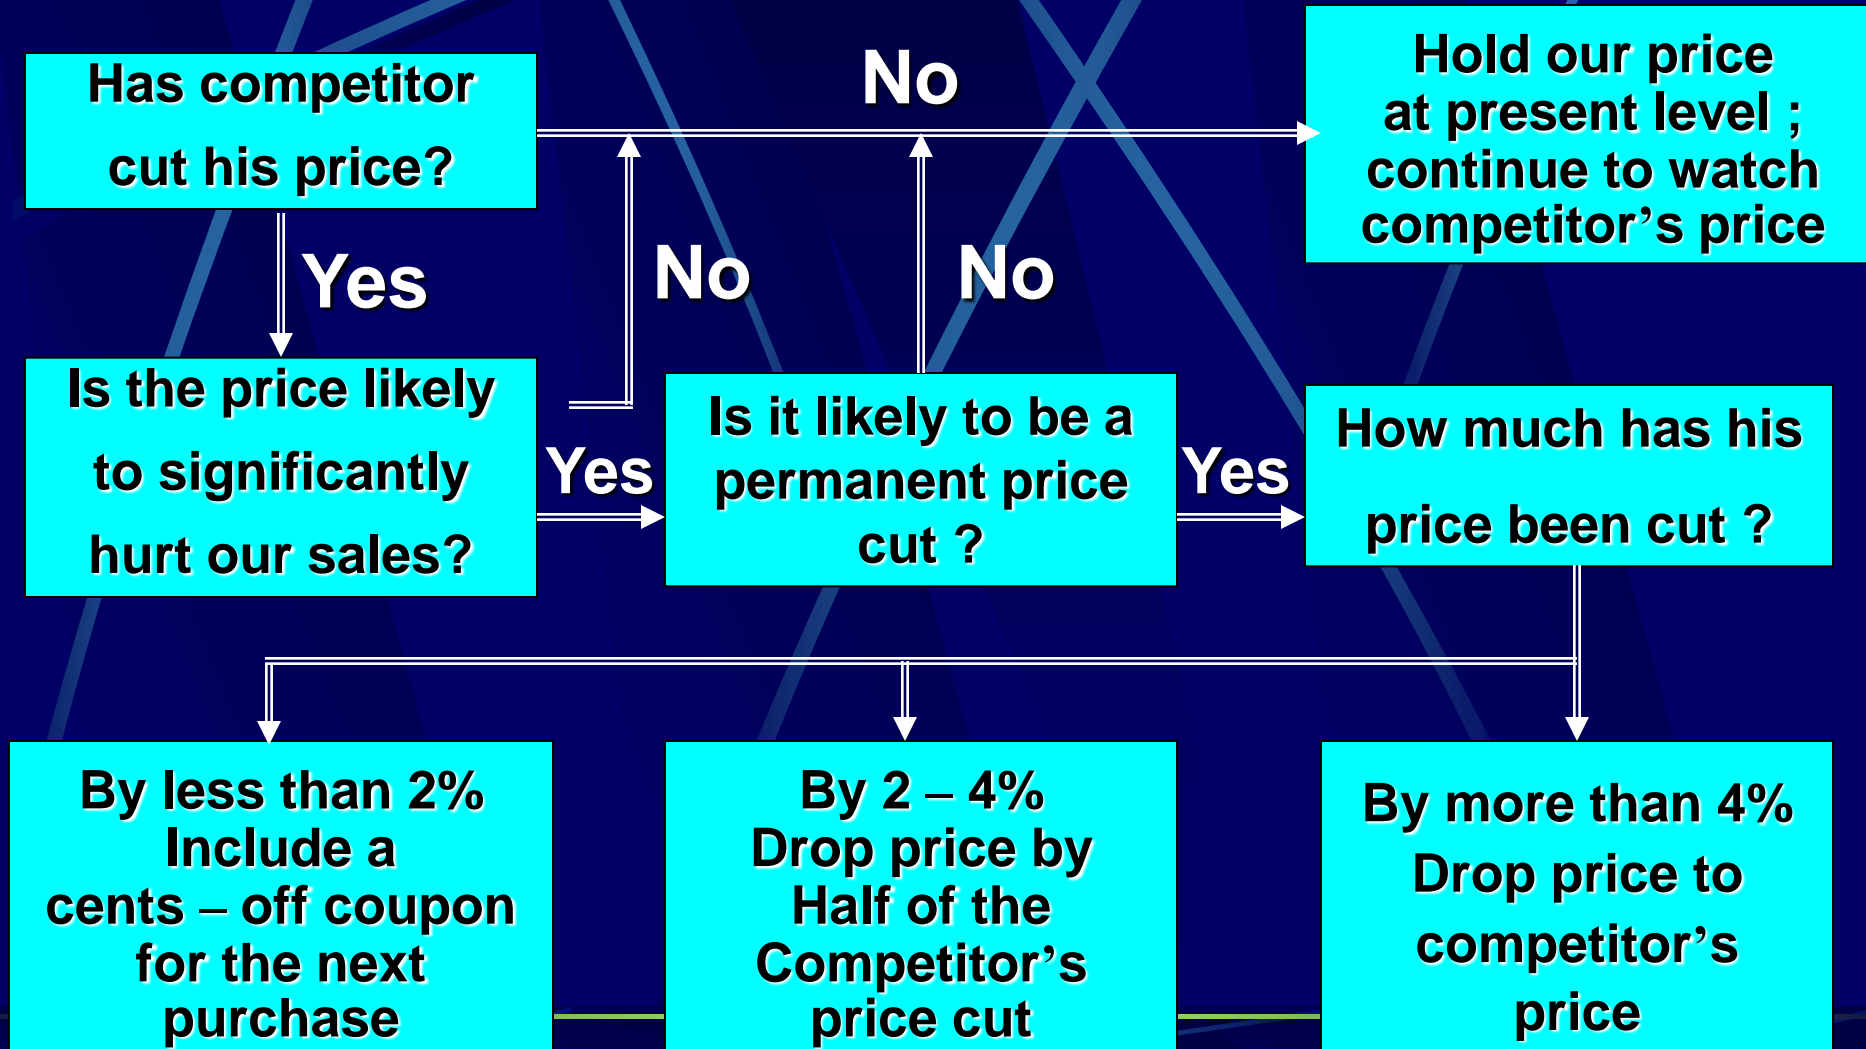 Has competitor
cut his price?
No
Hold our price
at present level ;
continue to watch
competitor’s price
Yes
No
No
Is the price likely
to significantly
hurt our sales?
Yes
Is it likely to be a
permanent price
cut ?
Yes
How much has his
price been cut ?
By less than 2%
Include a
cents – off coupon
for the next
purchase
By 2 – 4%
Drop price by
Half of the
Competitor’s
price cut
By more than 4%
Drop price to
competitor’s
price